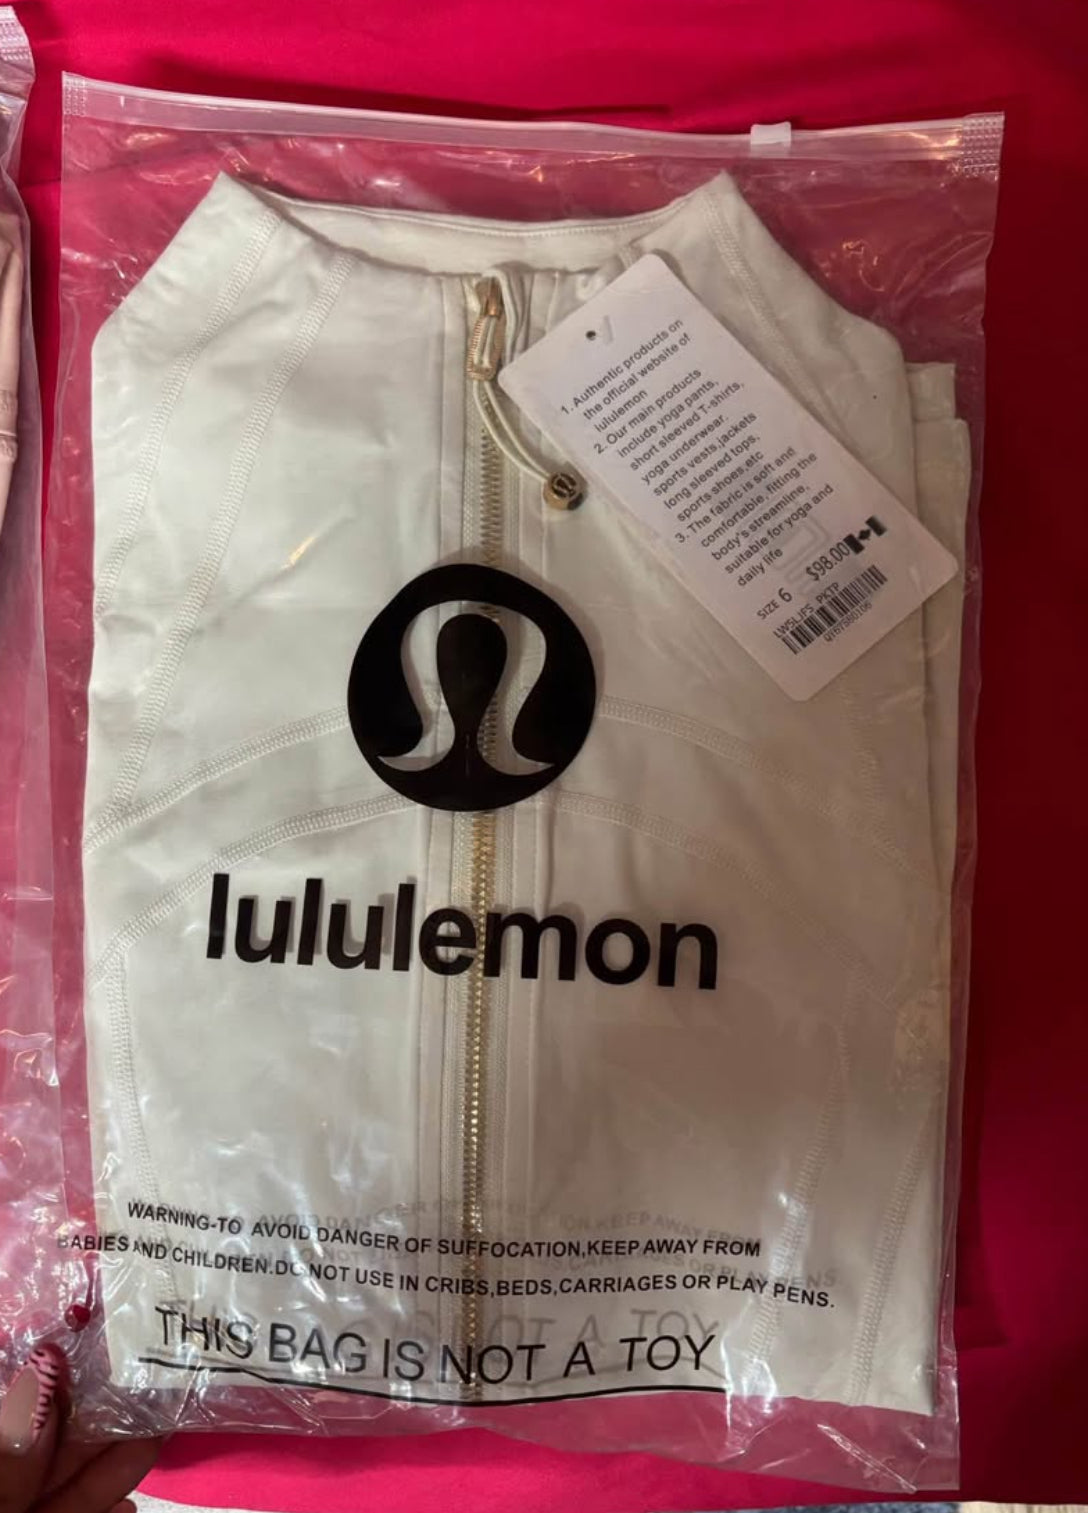 1. Authentic products on
the official website of
lululemon
2. Our main products
include yoga pants,
short sleeved T-shirts,
yoga underwear.
sports vests,jackets
long sleeved tops,
sports shoes,etc
3. The fabric is soft and
comfortable, fitting the
body's streamline,
suitable for yoga and
daily life
SIZE 6 $98.00
LW5LJFS PKTP
lululemon
WARNING-TO AVOID DANGER OF SUFFOCATION,KEEP AWAY FROM
BABIES AND CHILDREN.DO NOT USE IN CRIBS,BEDS,CARRIAGES OR PLAY PENS.
THIS BAG IS NOT A TOY